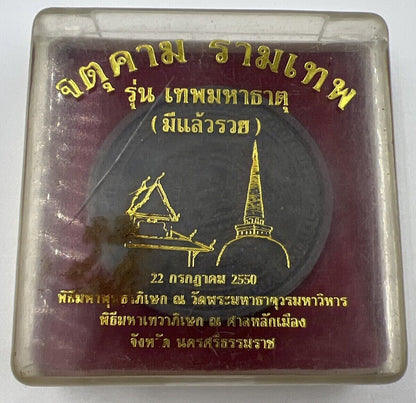 จตุคาม รามเทพ
รุ่น เทพมหาธาตุ
(มีแล้วรวย)
22 กรกฎาคม 2550
พิธีมหาพุทธาภิเษก ณ วัดพระมหาธาตุวรมหาวิหาร
พิธีมหาเทวาภิเษก ณ ศาลหลักเมือง
จังหวัด นครศรีธรรมราช